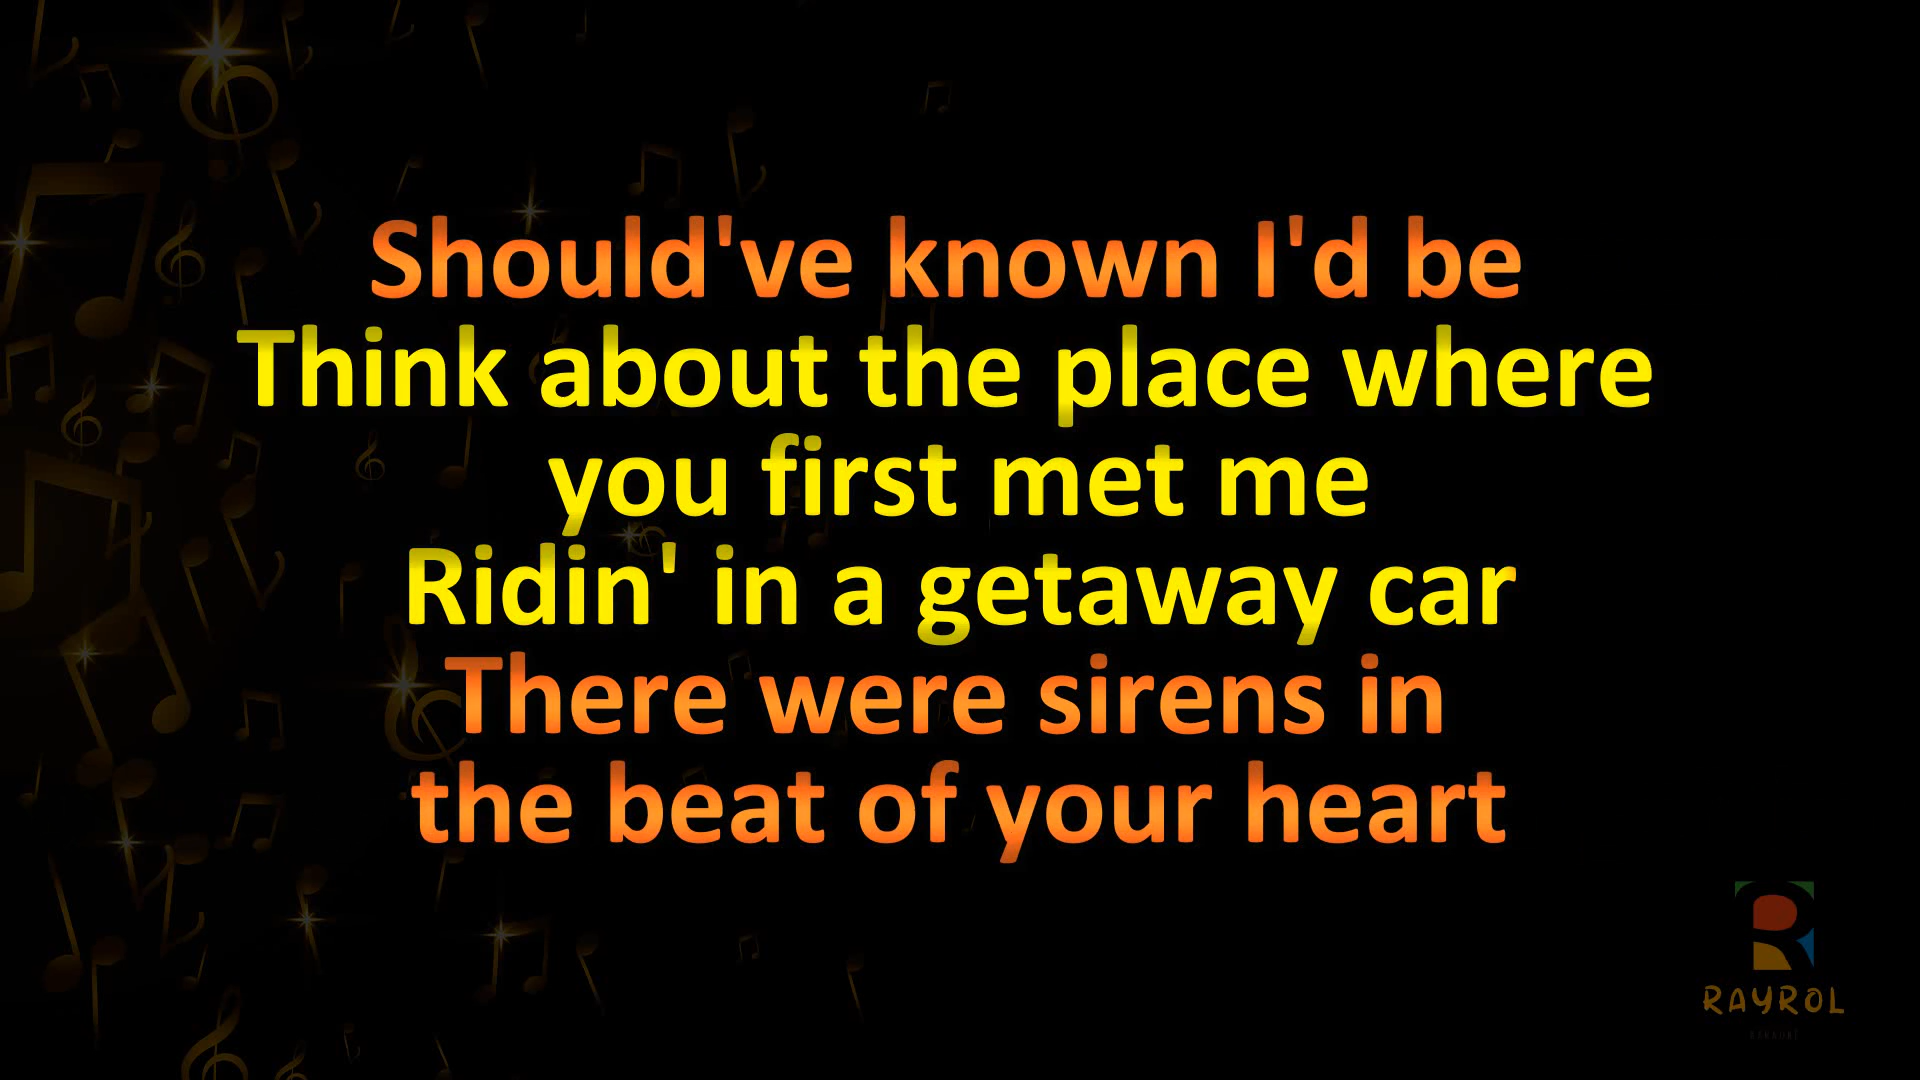 Should've known I'd be
Think about the place where
you first met me
Ridin' in a getaway car
There were sirens in
the beat of your heart
RAYROL
KARAOKE